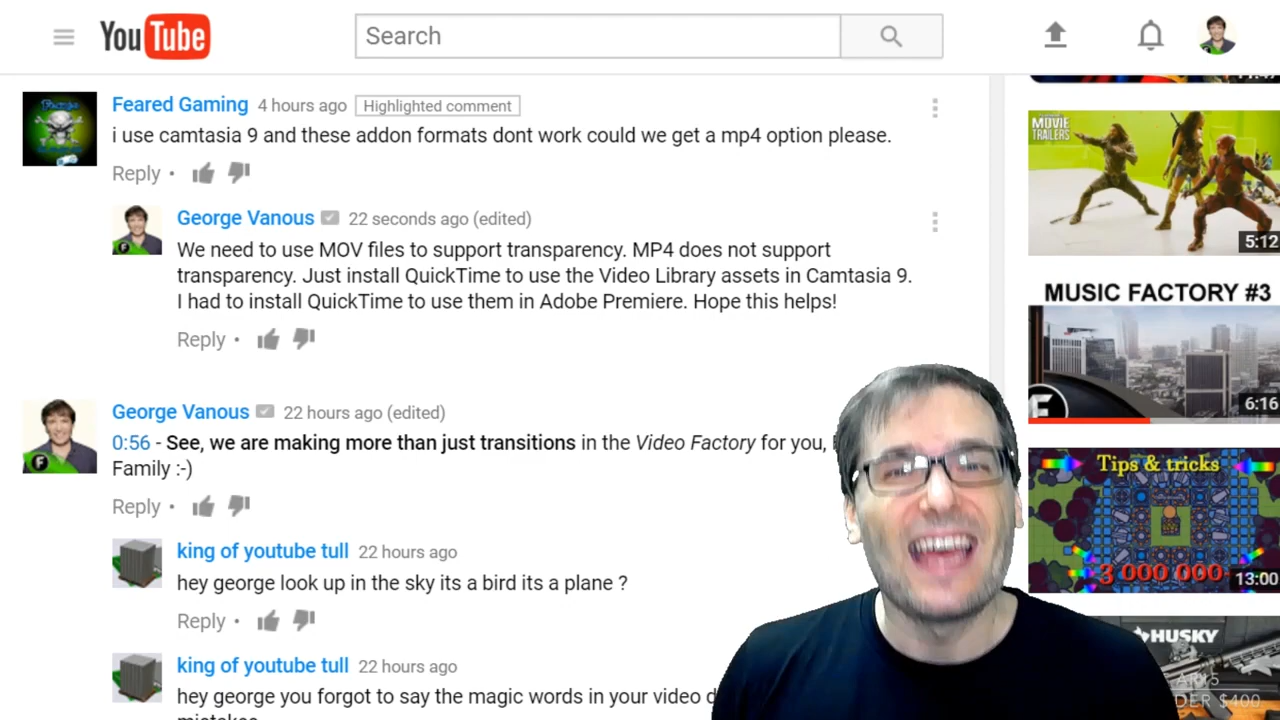 YouTube
Search
Feared Gaming 4 hours ago Highlighted comment
i use camtasia 9 and these addon formats dont work could we get a mp4 option please.
Reply •
George Vanous 22 seconds ago (edited)
We need to use MOV files to support transparency. MP4 does not support
transparency. Just install QuickTime to use the Video Library assets in Camtasia 9.
I had to install QuickTime to use them in Adobe Premiere. Hope this helps!
Reply •
George Vanous 22 hours ago (edited)
0:56 - See, we are making more than just transitions in the Video Factory for you,
Family :-)
Reply •
king of youtube tull 22 hours ago
hey george look up in the sky its a bird its a plane ?
Reply •
king of youtube tull 22 hours ago
hey george you forgot to say the magic words in your video
MOVIE
TRAILERS
5:12
MUSIC FACTORY #3
F
6:16
Tips & tricks
3 000 000
13:00
HUSKY
AR15
DER $400